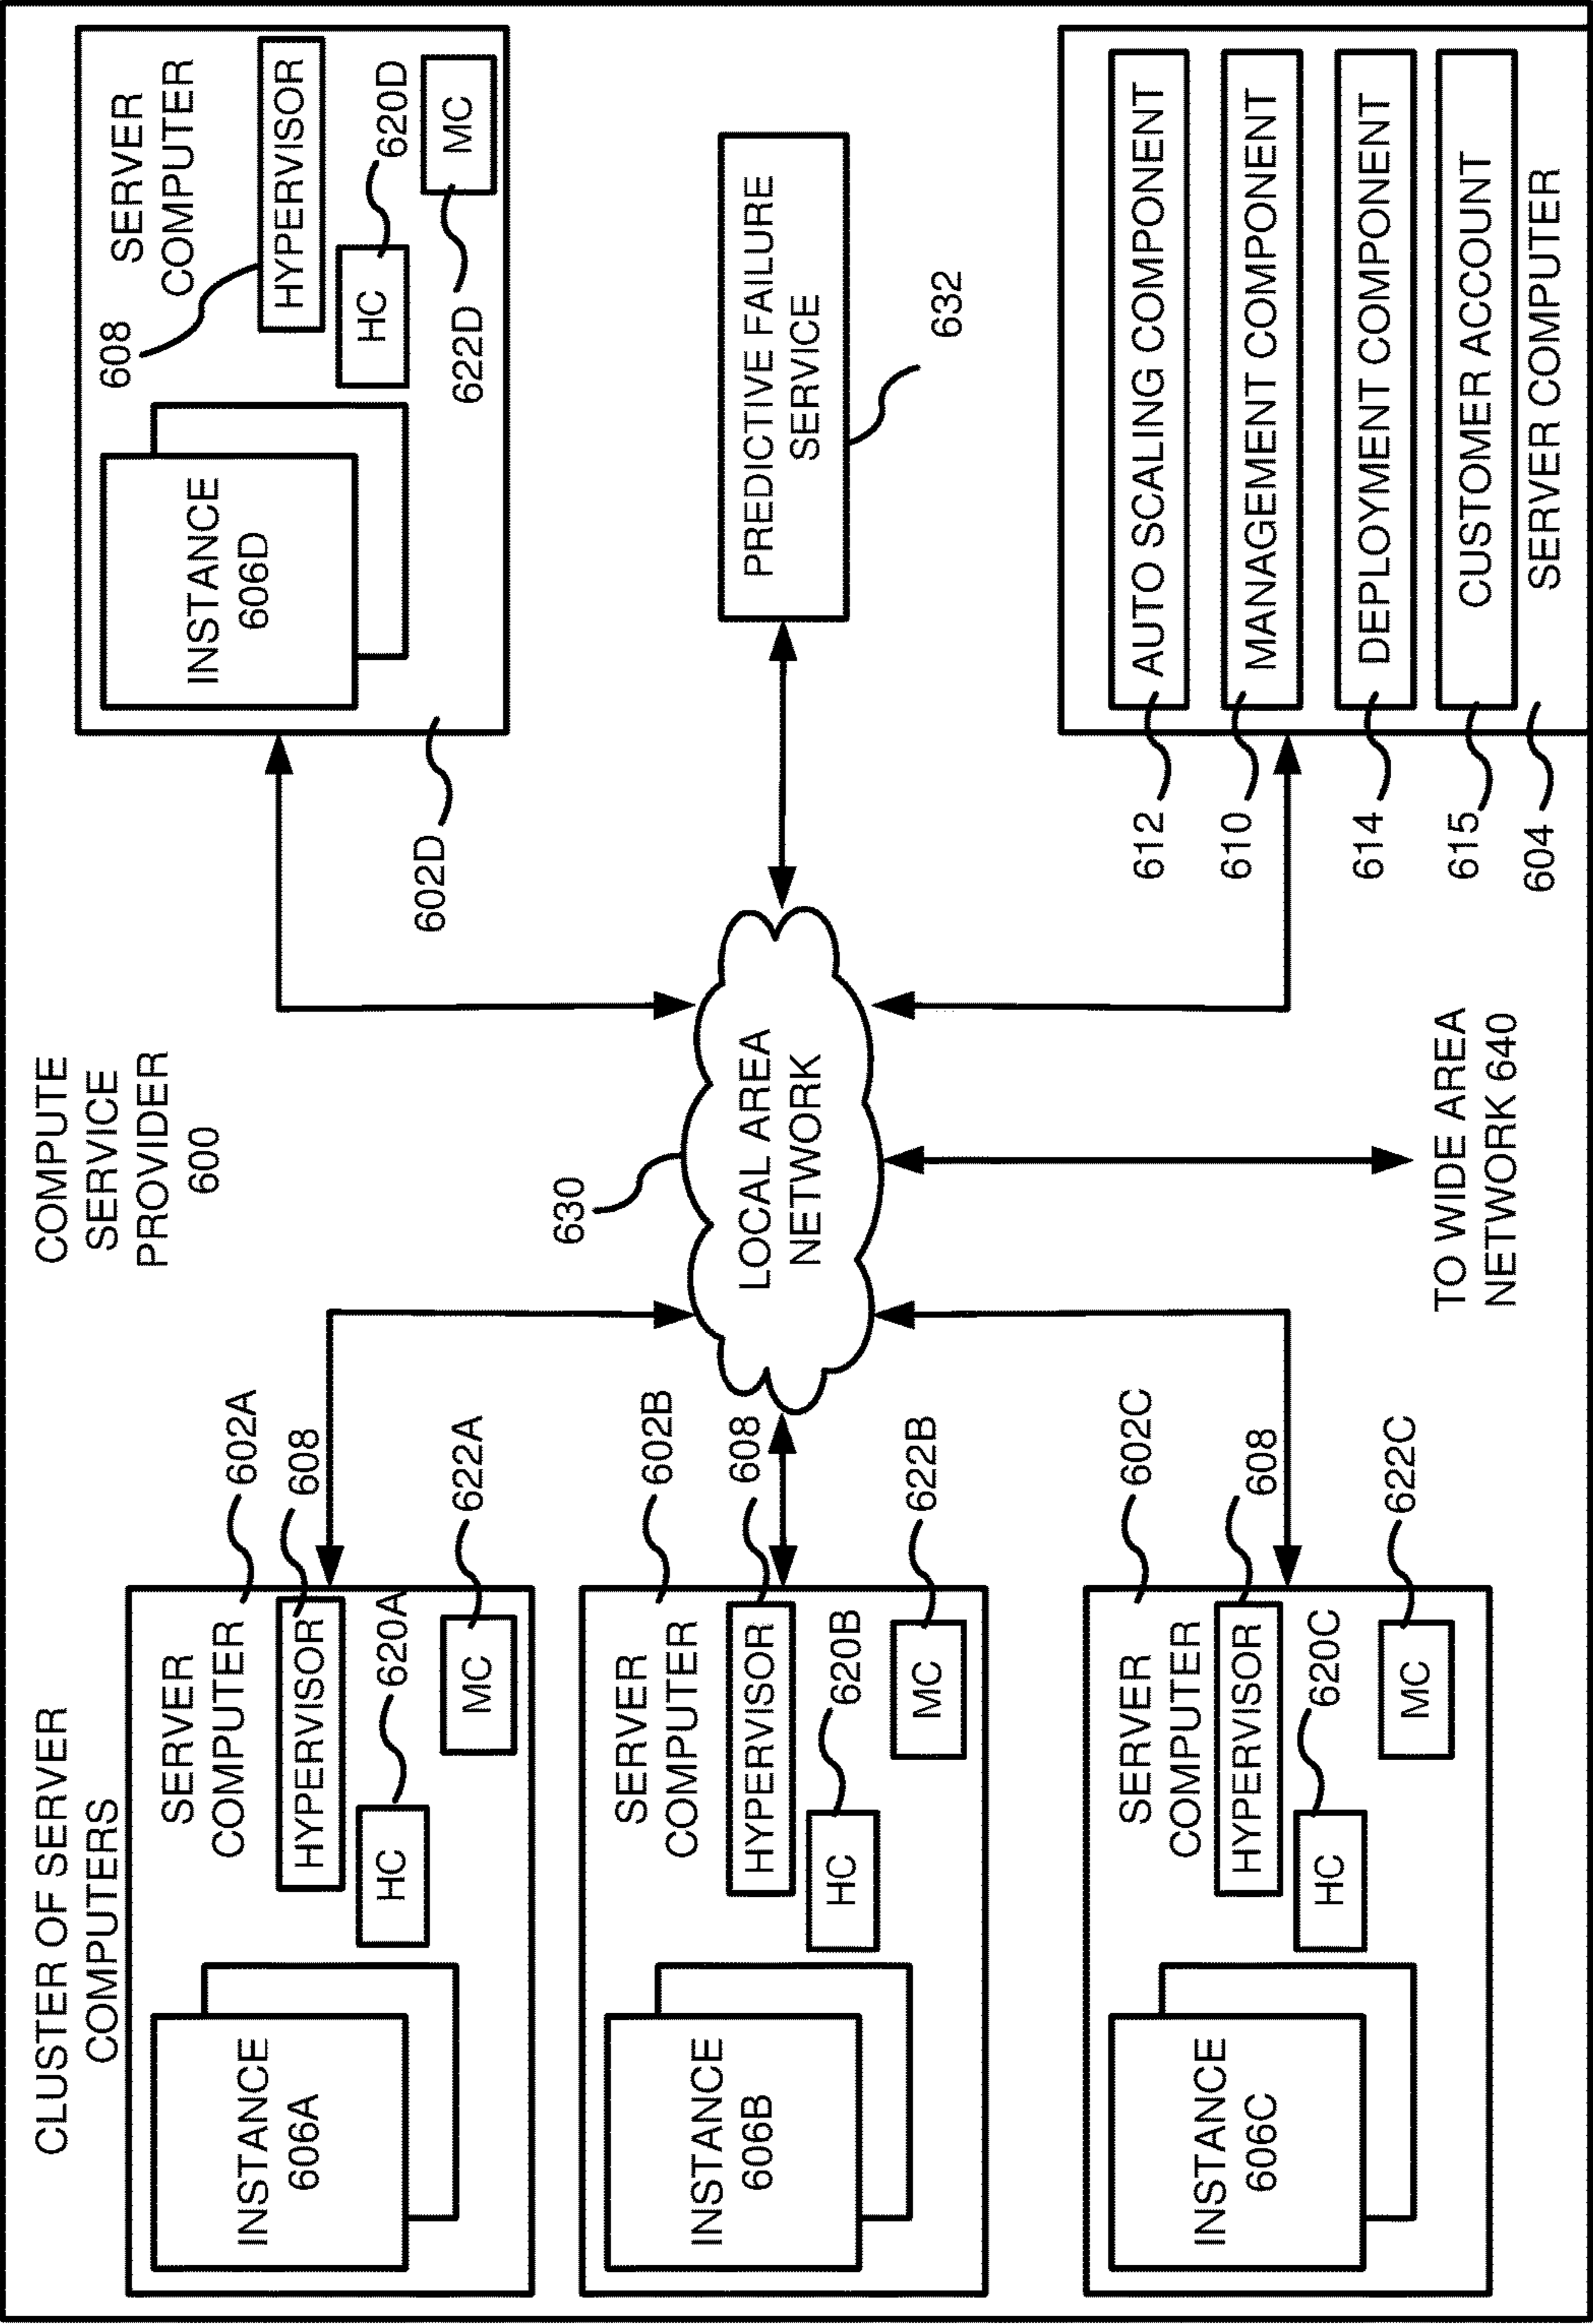 CLUSTER OF SERVER
COMPUTERS
COMPUTE
SERVICE
PROVIDER
600
SERVER
COMPUTER
602A
HYPERVISOR
608
HC
620A
MC
622A
INSTANCE
606A
SERVER
COMPUTER
602B
HYPERVISOR
608
HC
620B
MC
622B
INSTANCE
606B
SERVER
COMPUTER
602C
HYPERVISOR
608
HC
620C
MC
622C
INSTANCE
606C
630
LOCAL AREA
NETWORK
TO WIDE AREA
NETWORK 640
INSTANCE
606D
602D
608
SERVER
COMPUTER
HYPERVISOR
HC
620D
MC
622D
PREDICTIVE FAILURE
SERVICE
632
612
AUTO SCALING COMPONENT
610
MANAGEMENT COMPONENT
614
DEPLOYMENT COMPONENT
615
CUSTOMER ACCOUNT
604
SERVER COMPUTER